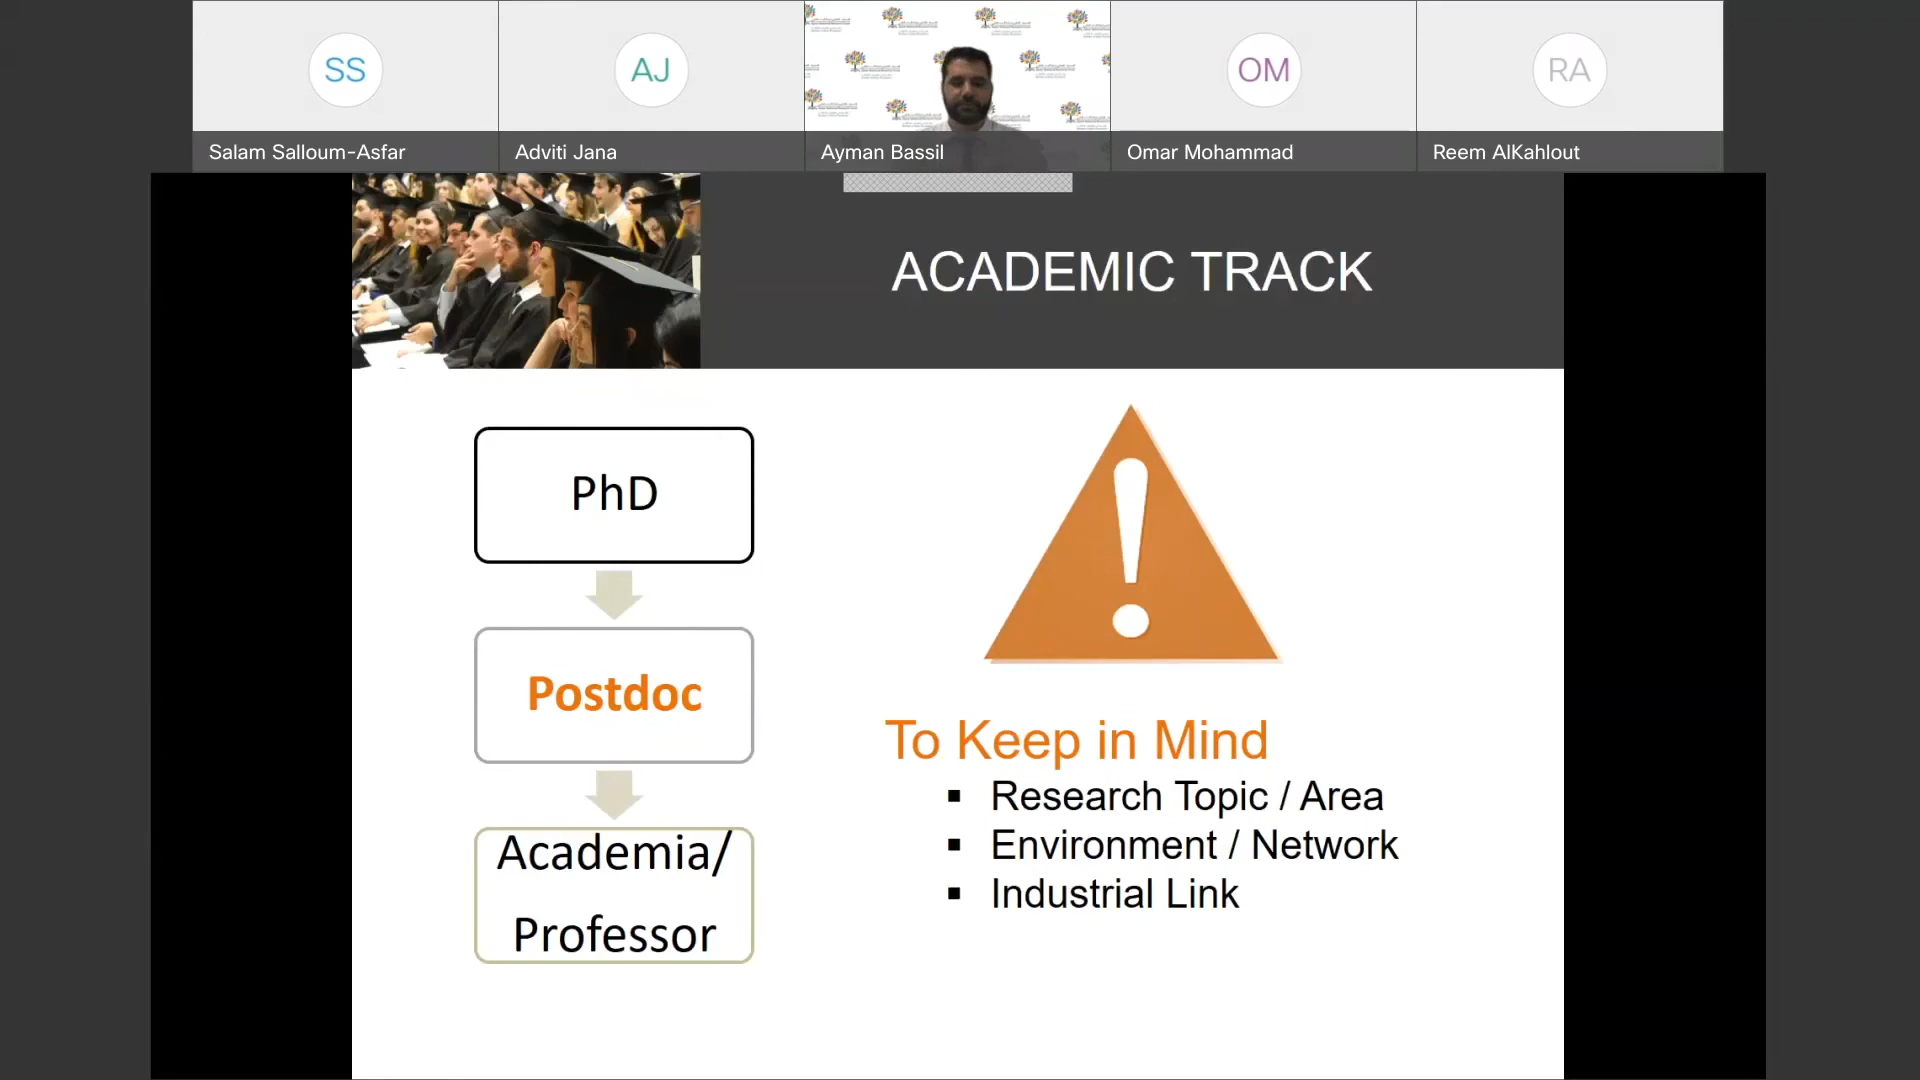 SS
AJ
OM
RA
Salam Salloum-Asfar
Adviti Jana
Ayman Bassil
Omar Mohammad
Reem AlKahlout
ACADEMIC TRACK
PhD
Postdoc
Academia/
Professor
To Keep in Mind
▪ Research Topic / Area
▪ Environment / Network
▪ Industrial Link